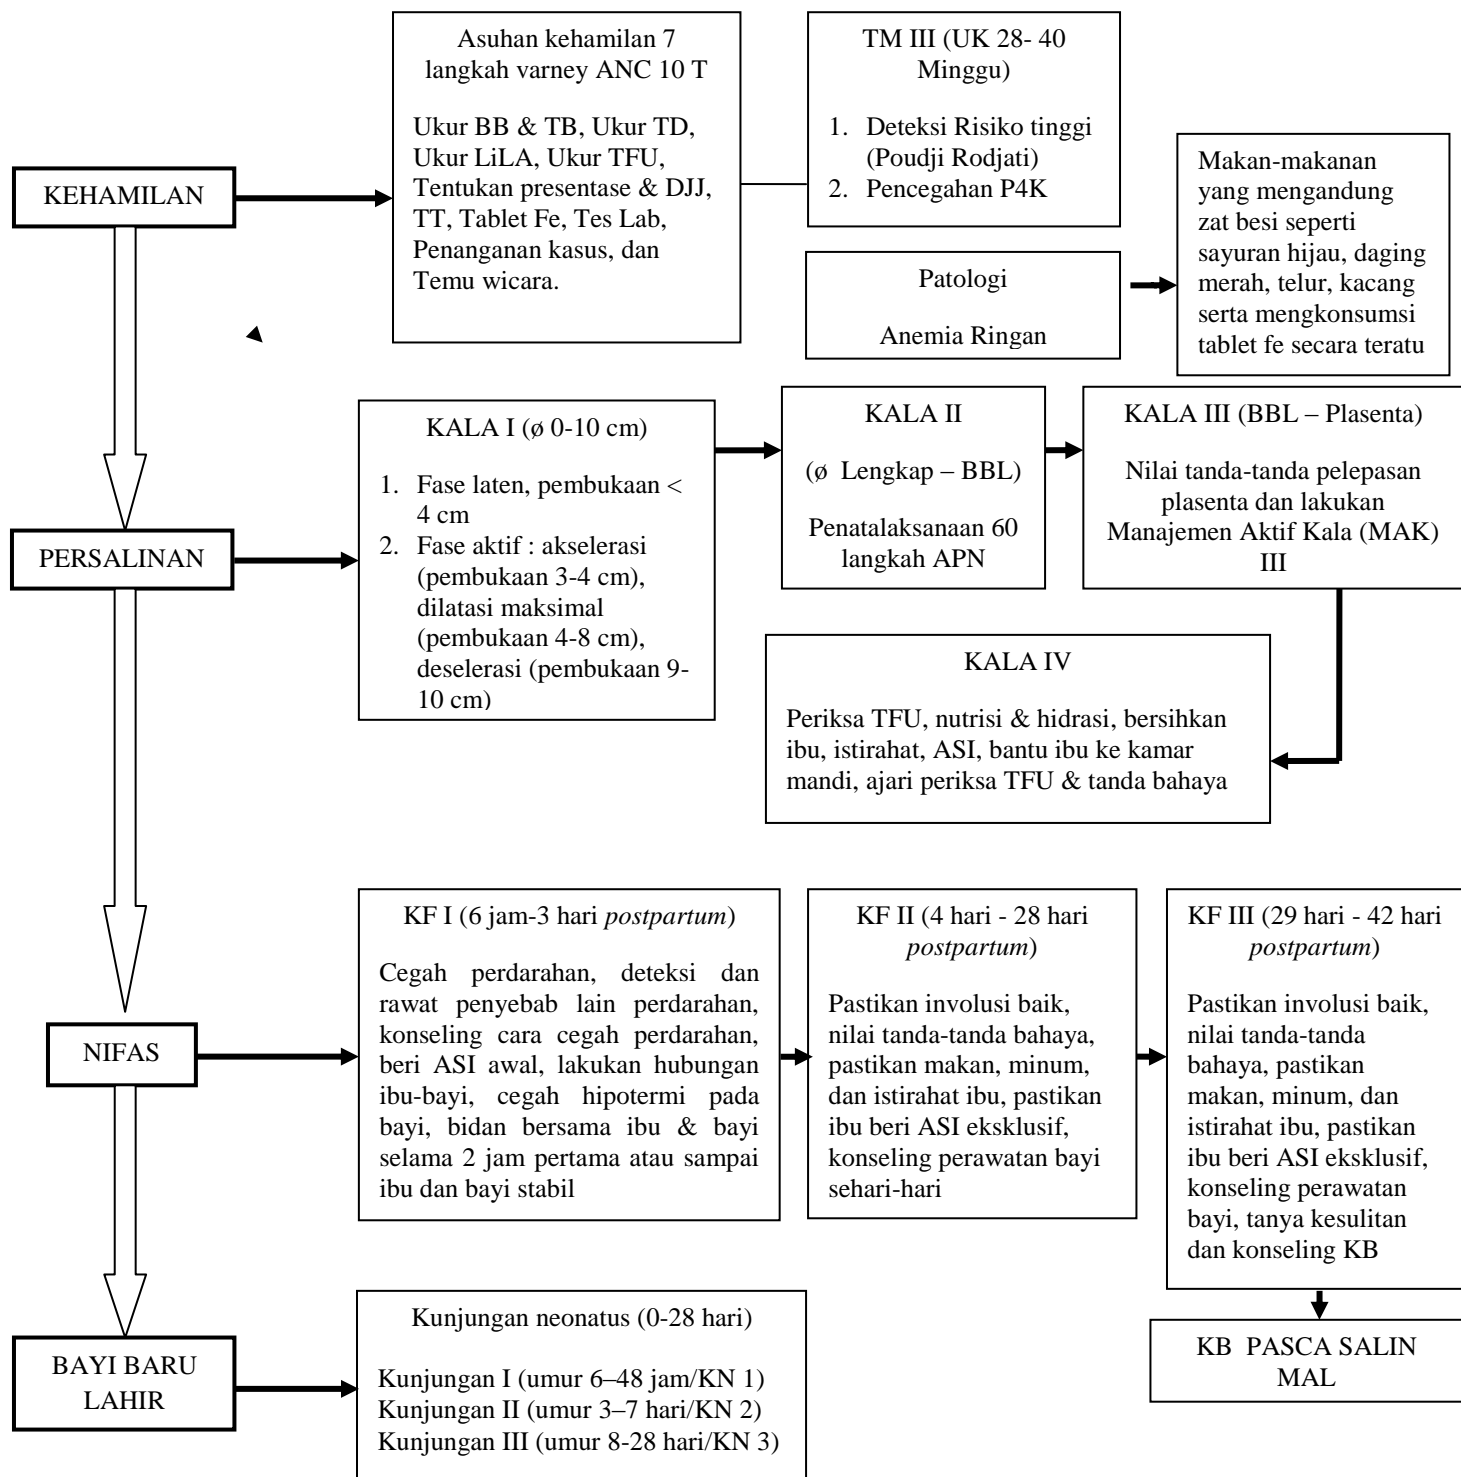 KEHAMILAN
Asuhan kehamilan 7
langkah varney ANC 10 T
Ukur BB & TB, Ukur TD,
Ukur LiLA, Ukur TFU,
Tentukan presentase & DJJ,
TT, Tablet Fe, Tes Lab,
Penanganan kasus, dan
Temu wicara.
TM III (UK 28- 40
Minggu)
1. Deteksi Risiko tinggi
(Poudji Rodjati)
2. Pencegahan P4K
Patologi
Anemia Ringan
Makan-makanan
yang mengandung
zat besi seperti
sayuran hijau, daging
merah, telur, kacang
serta mengkonsumsi
tablet fe secara teratu
PERSALINAN
KALA I (ø 0-10 cm)
1. Fase laten, pembukaan <
4 cm
2. Fase aktif : akselerasi
(pembukaan 3-4 cm),
dilatasi maksimal
(pembukaan 4-8 cm),
deselerasi (pembukaan 9-
10 cm)
KALA II
(ø Lengkap – BBL)
Penatalaksanaan 60
langkah APN
KALA III (BBL – Plasenta)
Nilai tanda-tanda pelepasan
plasenta dan lakukan
Manajemen Aktif Kala (MAK)
III
KALA IV
Periksa TFU, nutrisi & hidrasi, bersihkan
ibu, istirahat, ASI, bantu ibu ke kamar
mandi, ajari periksa TFU & tanda bahaya
NIFAS
KF I (6 jam-3 hari postpartum)
Cegah perdarahan, deteksi dan
rawat penyebab lain perdarahan,
konseling cara cegah perdarahan,
beri ASI awal, lakukan hubungan
ibu-bayi, cegah hipotermi pada
bayi, bidan bersama ibu & bayi
selama 2 jam pertama atau sampai
ibu dan bayi stabil
KF II (4 hari - 28 hari
postpartum)
Pastikan involusi baik,
nilai tanda-tanda bahaya,
pastikan makan, minum,
dan istirahat ibu, pastikan
ibu beri ASI eksklusif,
konseling perawatan bayi
sehari-hari
KF III (29 hari - 42 hari
postpartum)
Pastikan involusi baik,
nilai tanda-tanda
bahaya, pastikan
makan, minum, dan
istirahat ibu, pastikan
ibu beri ASI eksklusif,
konseling perawatan
bayi, tanya kesulitan
dan konseling KB
KB PASCA SALIN
MAL
BAYI BARU
LAHIR
Kunjungan neonatus (0-28 hari)
Kunjungan I (umur 6–48 jam/KN 1)
Kunjungan II (umur 3–7 hari/KN 2)
Kunjungan III (umur 8-28 hari/KN 3)